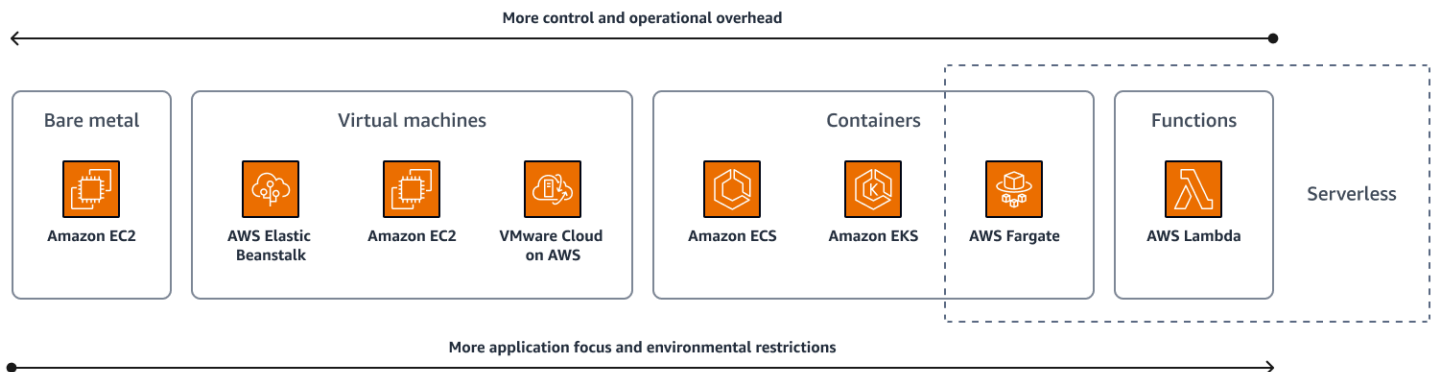 More control and operational overhead
Bare metal
Virtual machines
Containers
Functions
Serverless
Amazon EC2
AWS Elastic
Beanstalk
Amazon EC2
VMware Cloud
on AWS
Amazon ECS
K
Amazon EKS
AWS Fargate
AWS Lambda
More application focus and environmental restrictions